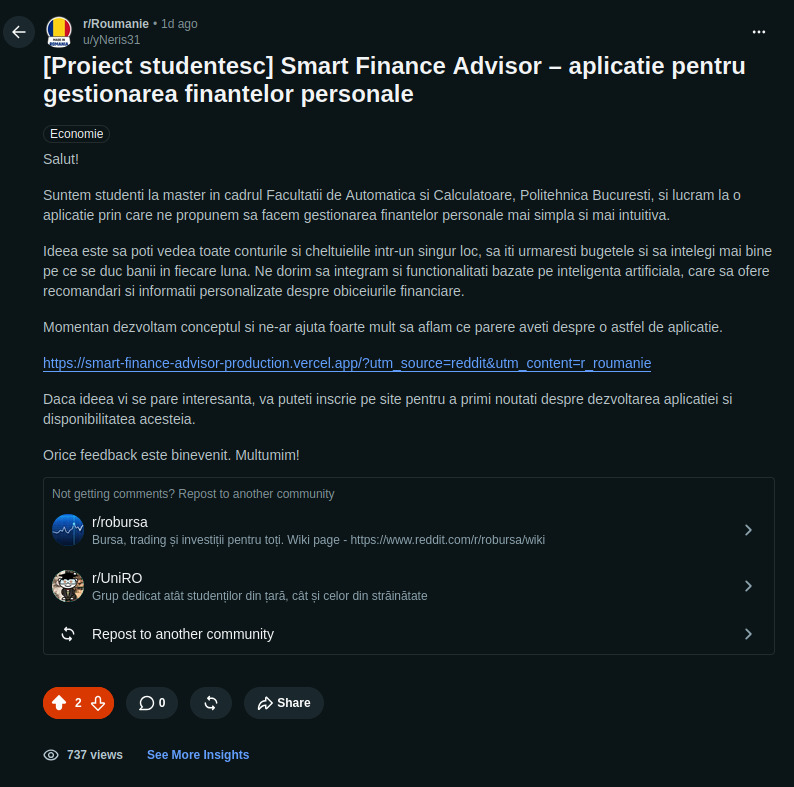 r/Roumanie • 1d ago
u/yNeris31
[Proiect studentesc] Smart Finance Advisor – aplicatie pentru
gestionarea finantelor personale
Economie
Salut!
Suntem studenti la master in cadrul Facultatii de Automatica si Calculatoare, Politehnica Bucuresti, si lucram la o
aplicatie prin care ne propunem sa facem gestionarea finantelor personale mai simpla si mai intuitiva.
Ideea este sa poti vedea toate conturile si cheltuielile intr-un singur loc, sa iti urmaresti bugetele si sa intelegi mai bine
pe ce se duc banii in fiecare luna. Ne dorim sa integram si functionalitati bazate pe inteligenta artificiala, care sa ofere
recomandari si informatii personalizate despre obiceiurile financiare.
Momentan dezvoltam conceptul si ne-ar ajuta foarte mult sa aflam ce parere aveti despre o astfel de aplicatie.
https://smart-finance-advisor-production.vercel.app/?utm_source=reddit&utm_content=r_roumanie
Daca ideea vi se pare interesanta, va puteti inscrie pe site pentru a primi noutati despre dezvoltarea aplicatiei si
disponibilitatea acesteia.
Orice feedback este binevenit. Multumim!
Not getting comments? Repost to another community
r/robursa
Bursa, trading și investiții pentru toți. Wiki page - https://www.reddit.com/r/robursa/wiki
r/UniRO
Grup dedicat atât studenților din țară, cât și celor din străinătate
Repost to another community
2 0 Share
737 views See More Insights